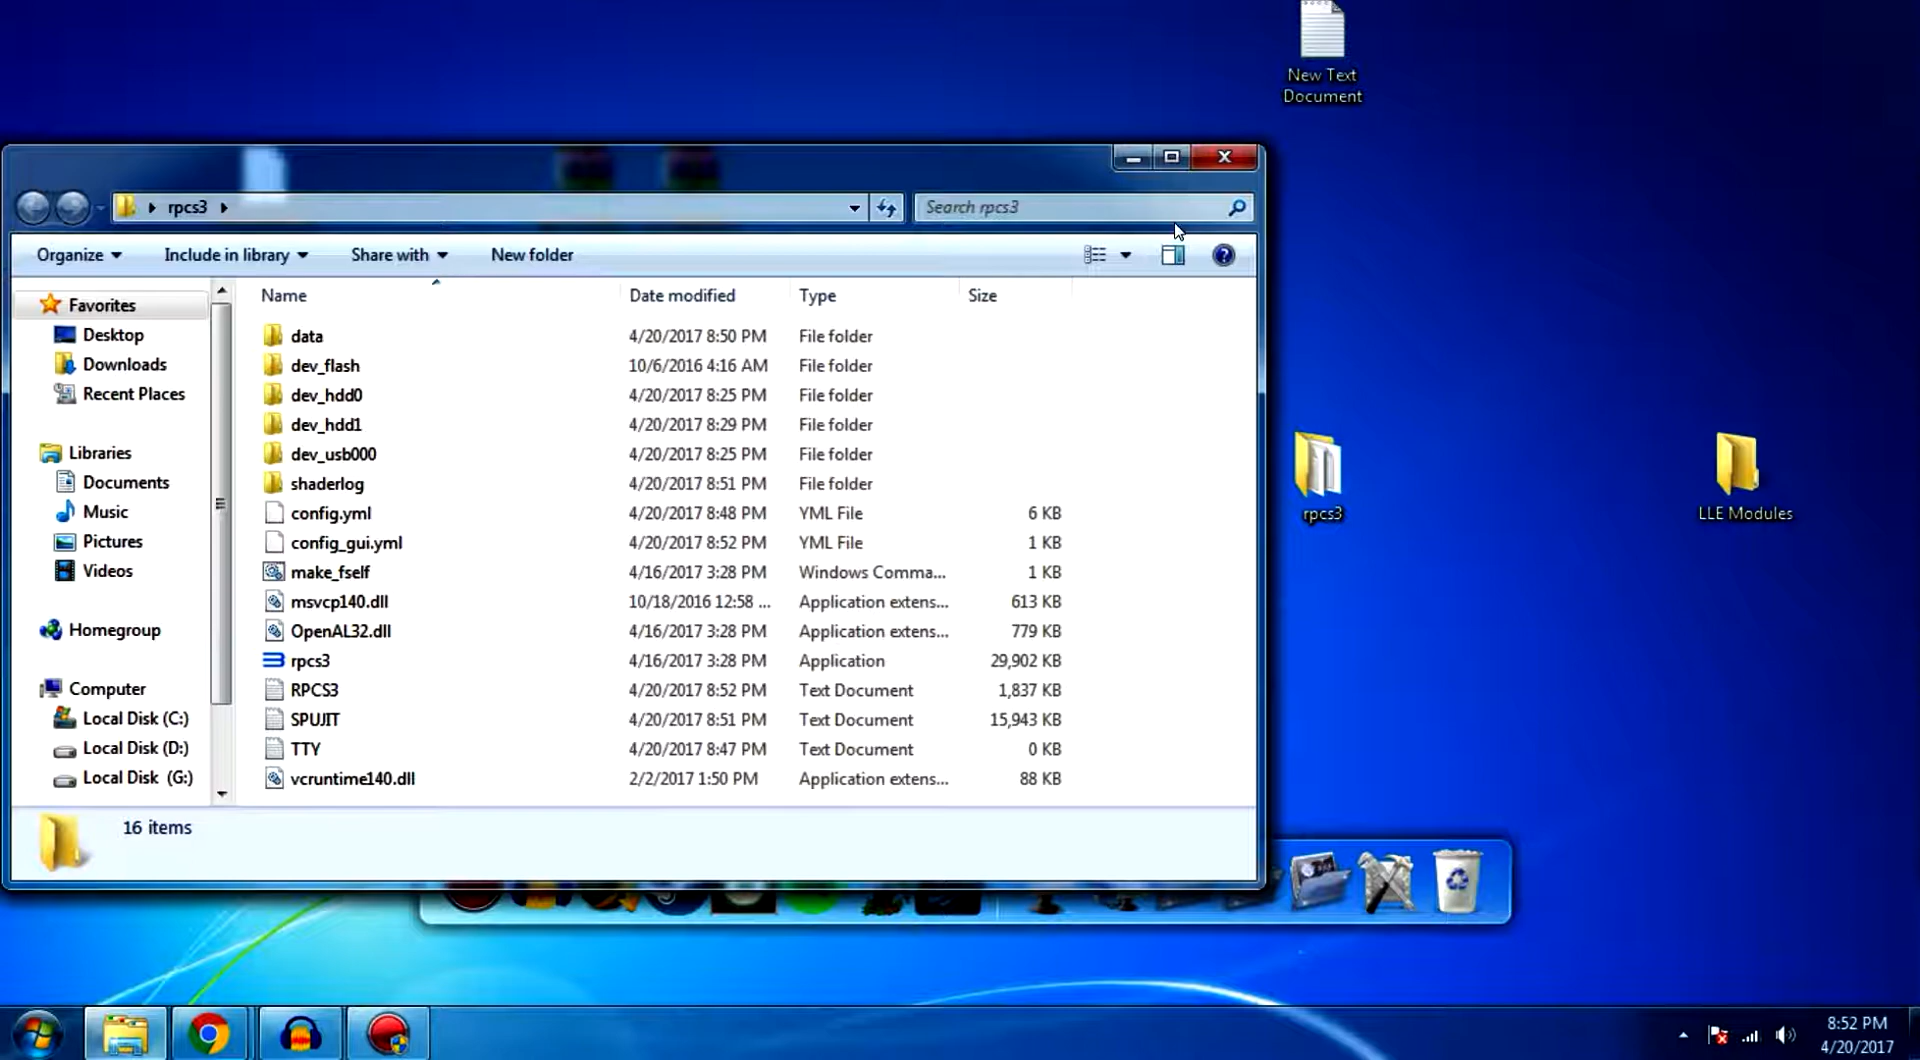 New Text
Document
rpcs3
Search rpcs3
Organize
Include in library
Share with
New folder
Name
Date modified
Type
Size
Favorites
Desktop
Downloads
Recent Places
Libraries
Documents
Music
Pictures
Videos
Homegroup
Computer
Local Disk (C:)
Local Disk (D:)
Local Disk (G:)
data 4/20/2017 8:50 PM File folder
dev_flash 10/6/2016 4:16 AM File folder
dev_hdd0 4/20/2017 8:25 PM File folder
dev_hdd1 4/20/2017 8:29 PM File folder
dev_usb000 4/20/2017 8:25 PM File folder
shaderlog 4/20/2017 8:51 PM File folder
config.yml 4/20/2017 8:48 PM YML File 6 KB
config_gui.yml 4/20/2017 8:52 PM YML File 1 KB
make_fself 4/16/2017 3:28 PM Windows Comma... 1 KB
msvcp140.dll 10/18/2016 12:58 ... Application extens... 613 KB
OpenAL32.dll 4/16/2017 3:28 PM Application extens... 779 KB
rpcs3 4/16/2017 3:28 PM Application 29,902 KB
RPCS3 4/20/2017 8:52 PM Text Document 1,837 KB
SPUJIT 4/20/2017 8:51 PM Text Document 15,943 KB
TTY 4/20/2017 8:47 PM Text Document 0 KB
vcruntime140.dll 2/2/2017 1:50 PM Application extens... 88 KB
16 items
rpcs3
LLE Modules
8:52 PM
4/20/2017